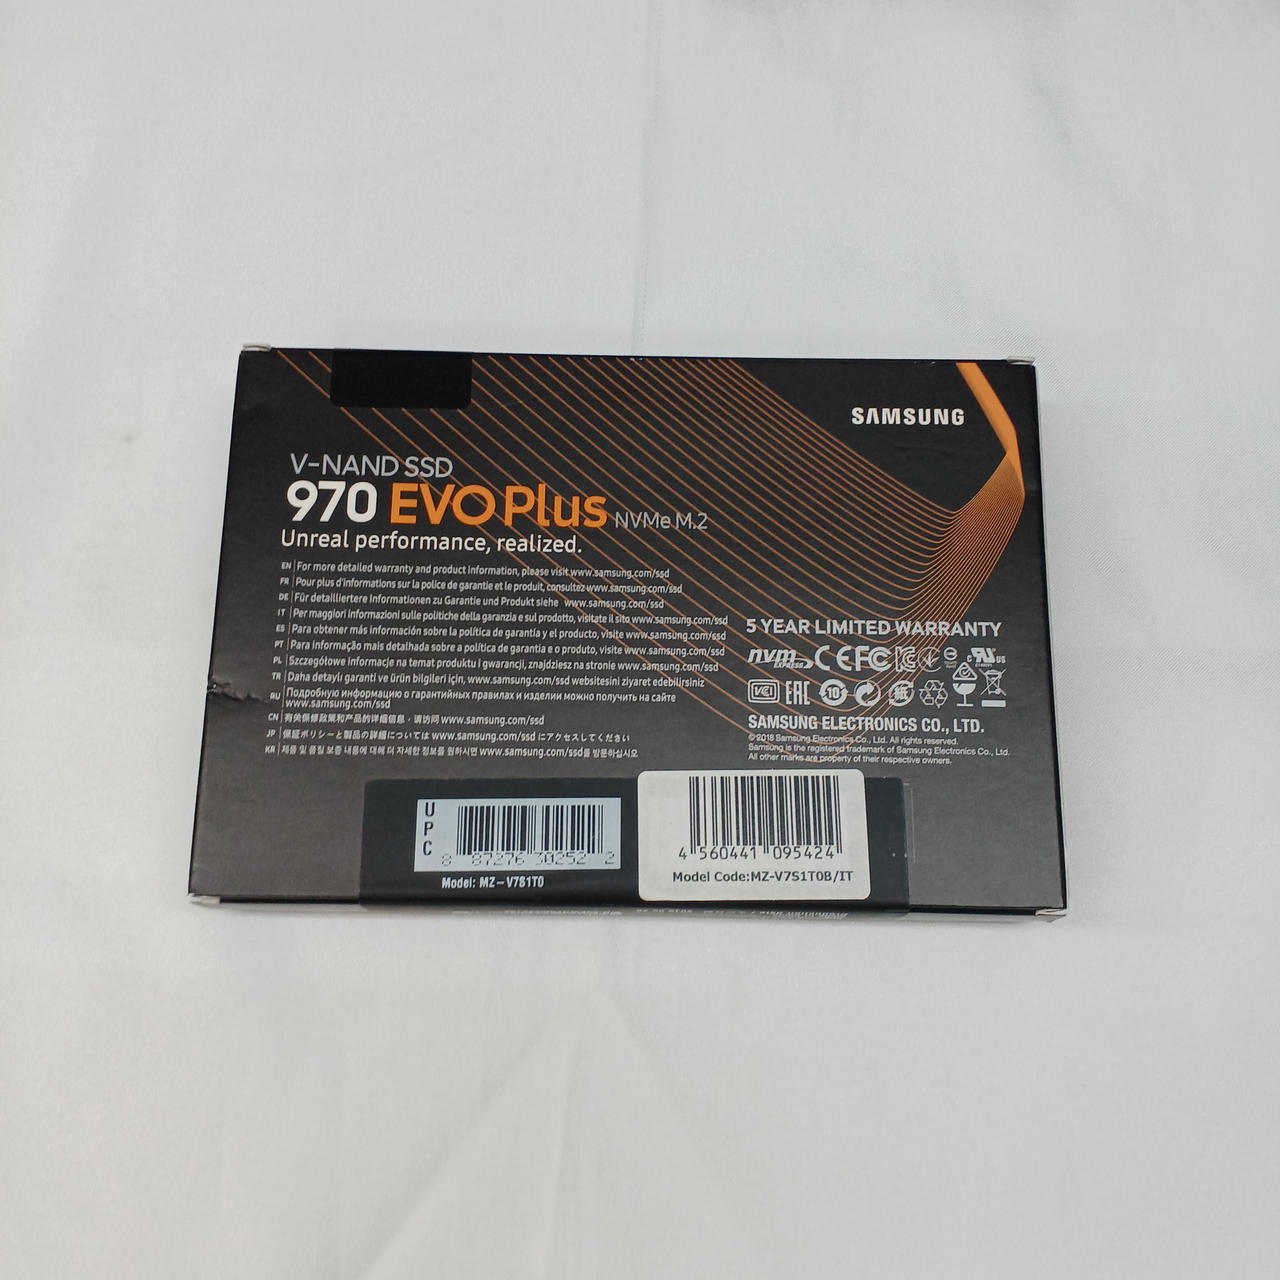 SAMSUNG
V-NAND SSD
970 EVO Plus NVMe M.2
Unreal performance, realized.
EN For more detailed warranty and product information, please visit www.samsung.com/ssd
FR Pour plus d'informations sur la police de garantie et le produit, consultez www.samsung.com/ssd
DE Für detailliertere Informationen zu Garantie und Produkt siehe www.samsung.com/ssd
IT Per maggiori informazioni sulle politiche della garanzia e sul prodotto, visitate il sito www.samsung.com/ssd
ES Para obtener más información sobre la política de garantía y el producto, visite www.samsung.com/ssd
PT Para informação mais detalhada sobre a política de garantia e o produto, visite www.samsung.com/ssd
PL Szczegółowe informacje na temat produktu i gwarancji, znajdziesz na stronie www.samsung.com/ssd
TR Daha detaylı garanti ve ürün bilgileri için, www.samsung.com/ssd websitesini ziyaret edebilirsiniz
RU Подробную информацию о гарантийных правилах и изделии можно получить на сайте
www.samsung.com/ssd
CN 有关保修政策和产品的详细信息，请访问 www.samsung.com/ssd
JP 保証ポリシーと製品の詳細については www.samsung.com/ssd にアクセスしてください
KR 제품 및 품질 보증 내용에 대해 더 자세한 정보를 원하시면 www.samsung.com/ssd를 방문하십시오
5 YEAR LIMITED WARRANTY
nvm EXPRESS CE FC UL US
VCI EAC 10
SAMSUNG ELECTRONICS CO., LTD.
© 2018 Samsung Electronics Co., Ltd. All rights reserved.
Samsung is the registered trademark of Samsung Electronics Co., Ltd.
All other marks are property of their respective owners.
UPC
8 87276 30252 2
Model: MZ-V7S1T0
4 560441 095424
Model Code:MZ-V7S1T0B/IT